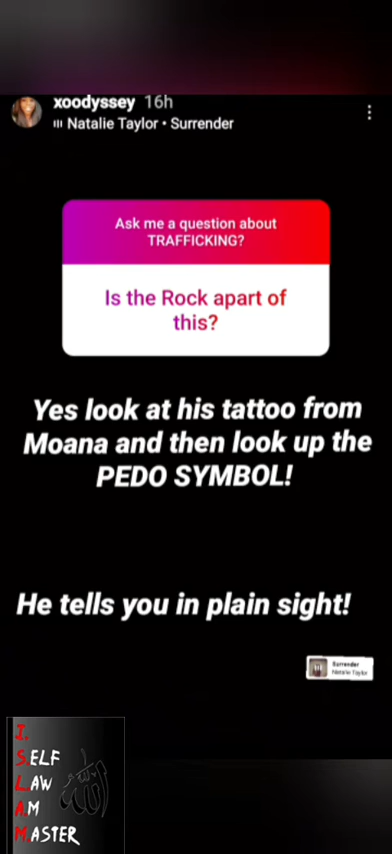 xoodyssey 16h
Natalie Taylor • Surrender
Ask me a question about
TRAFFICKING?
Is the Rock apart of
this?
Yes look at his tattoo from
Moana and then look up the
PEDO SYMBOL!
He tells you in plain sight!
Surrender
Natalie Taylor
I.
S.ELF
L.AW
A.M
M.ASTER
الله